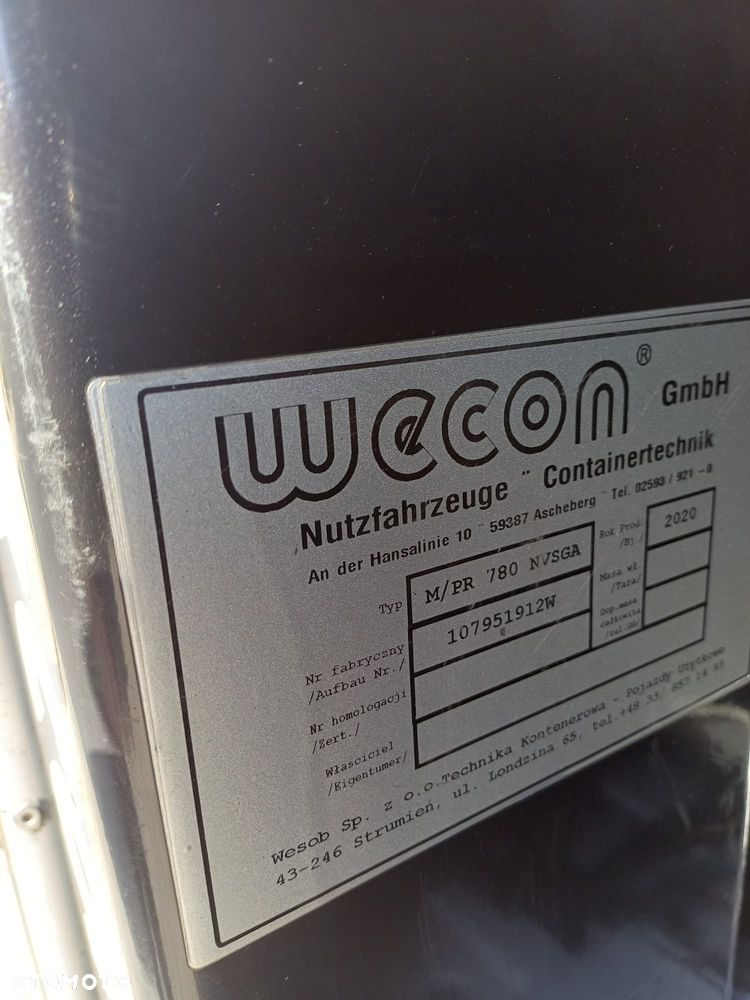 wecon® GmbH
Nutzfahrzeuge ¨ Containertechnik
An der Hansalinie 10 ¨ 59387 Ascheberg ¨ Tel. 02593 / 921 -0
Typ M/PR 780 NVSGA Rok Prod. /Bj./ 2020
Nr fabryczny /Aufbau Nr./ 107951912W Masa wł. /Tara/
Nr homologacji /Zert./ Dop.masa całkowita /zul.GG/
Właściciel /Eigentumer/
Wesob Sp. z o.o.Technika Kontenerowa - Pojazdy Użytkowe
43-246 Strumień, ul. Londzina 65, tel.+48 33/ 857 14 93
OTOMOTO